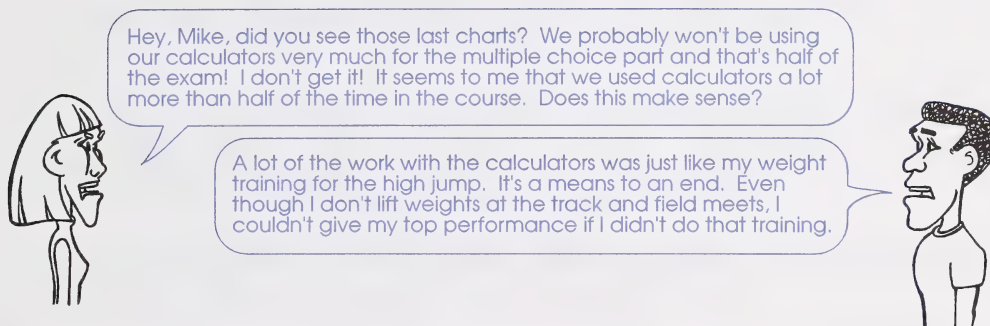 Hey, Mike, did you see those last charts? We probably won't be using
our calculators very much for the multiple choice part and that's half of
the exam! I don't get it! It seems to me that we used calculators a lot
more than half of the time in the course. Does this make sense?
A lot of the work with the calculators was just like my weight
training for the high jump. It's a means to an end. Even
though I don't lift weights at the track and field meets, I
couldn't give my top performance if I didn't do that training.